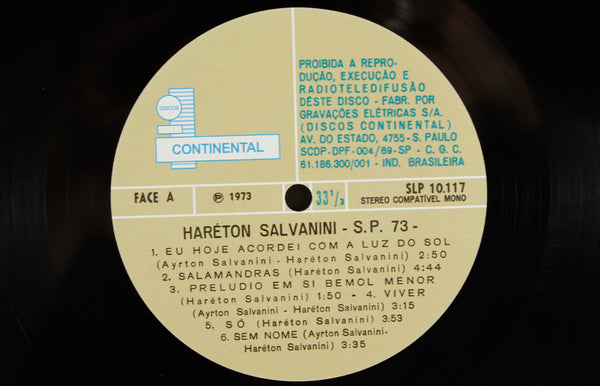 DISCOS
CONTINENTAL
PROIBIDA A REPRO-
DUÇÃO, EXECUÇÃO E
RADIOTELEDIFUSÃO
DÊSTE DISCO - FABR. POR
GRAVAÇÕES ELÉTRICAS S/A.
(DISCOS CONTINENTAL)
AV. DO ESTADO, 4755 - S. PAULO
SCDP-DPF-004/69-SP - C. G. C.
61.186.300/001 - IND. BRASILEIRA
FACE A
Ⓟ 1973
33 1/3
SLP 10.117
STEREO COMPATÍVEL MONO
HARÉTON SALVANINI - S.P. 73 -
1. EU HOJE ACORDEI COM A LUZ DO SOL
(Ayrton Salvanini - Haréton Salvanini) 2:50
2. SALAMANDRAS (Haréton Salvanini) 4:44
3. PRELUDIO EM SI BEMOL MENOR
(Haréton Salvanini) 1:50 - 4. VIVER
(Ayrton Salvanini - Haréton Salvanini) 3:15
5. SÓ (Haréton Salvanini) 3:53
6. SEM NOME (Ayrton Salvanini-
Haréton Salvanini) 3:35